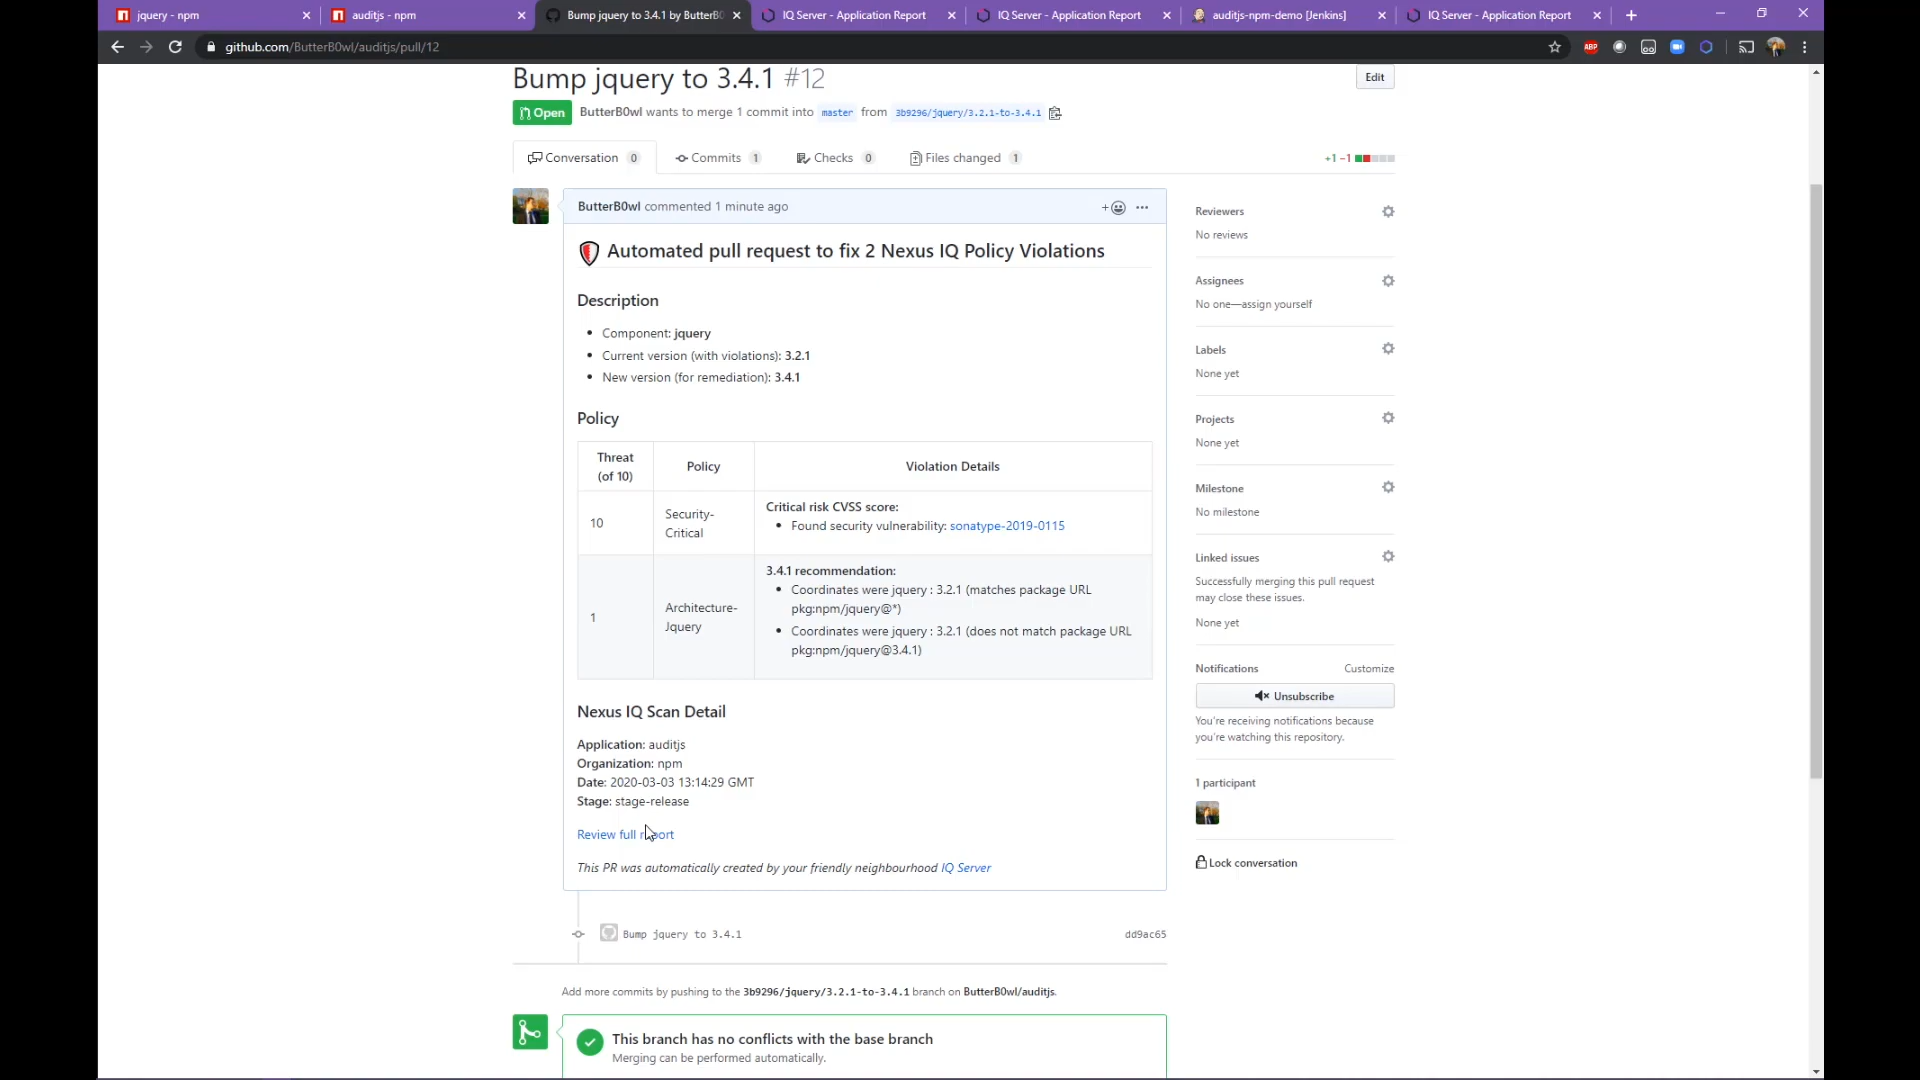 jquery - npm
auditjs - npm
Bump jquery to 3.4.1 by ButterB0
IQ Server - Application Report
IQ Server - Application Report
auditjs-npm-demo [Jenkins]
IQ Server - Application Report
github.com/ButterB0wl/auditjs/pull/12
ABP
Bump jquery to 3.4.1 #12
Edit
Open
ButterB0wl wants to merge 1 commit into master from 3b9296/jquery/3.2.1-to-3.4.1
Conversation 0
Commits 1
Checks 0
Files changed 1
+1 −1
ButterB0wl commented 1 minute ago
Automated pull request to fix 2 Nexus IQ Policy Violations
Description
• Component: jquery
• Current version (with violations): 3.2.1
• New version (for remediation): 3.4.1
Policy
Threat
(of 10)
Policy
Violation Details
10
Security-
Critical
Critical risk CVSS score:
• Found security vulnerability: sonatype-2019-0115
1
Architecture-
Jquery
3.4.1 recommendation:
• Coordinates were jquery : 3.2.1 (matches package URL
pkg:npm/jquery@*)
• Coordinates were jquery : 3.2.1 (does not match package URL
pkg:npm/jquery@3.4.1)
Nexus IQ Scan Detail
Application: auditjs
Organization: npm
Date: 2020-03-03 13:14:29 GMT
Stage: stage-release
Review full report
This PR was automatically created by your friendly neighbourhood IQ Server
Bump jquery to 3.4.1
dd9ac65
Add more commits by pushing to the 3b9296/jquery/3.2.1-to-3.4.1 branch on ButterB0wl/auditjs.
This branch has no conflicts with the base branch
Merging can be performed automatically.
Reviewers
No reviews
Assignees
No one—assign yourself
Labels
None yet
Projects
None yet
Milestone
No milestone
Linked issues
Successfully merging this pull request
may close these issues.
None yet
Notifications
Customize
Unsubscribe
You're receiving notifications because
you're watching this repository.
1 participant
Lock conversation